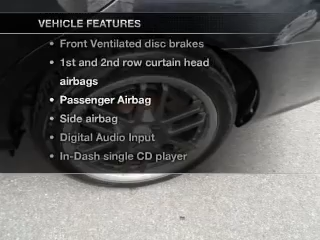 VEHICLE FEATURES
• Front Ventilated disc brakes
• 1st and 2nd row curtain head
airbags
• Passenger Airbag
• Side airbag
• Digital Audio Input
• In-Dash single CD player